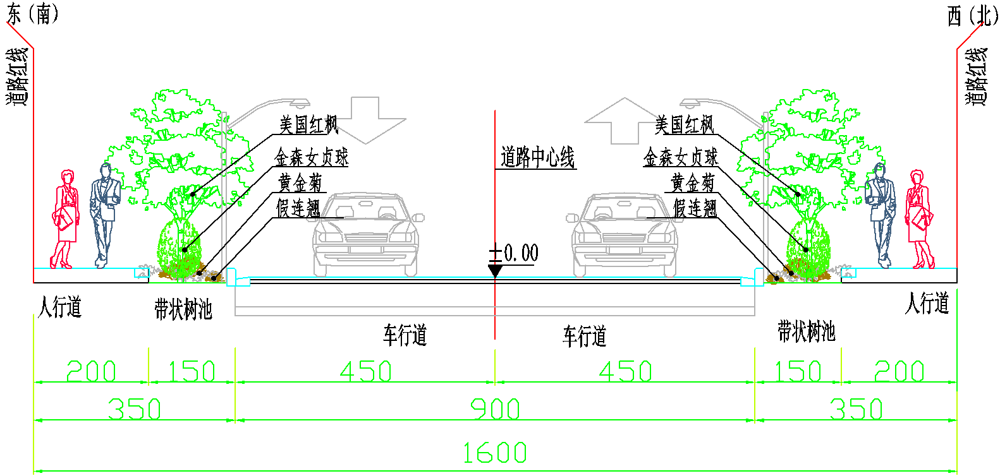 东（南）
西（北）
道路红线
道路红线
美国红枫
金森女贞球
黄金菊
假连翘
道路中心线
美国红枫
金森女贞球
黄金菊
假连翘
±0.00
人行道
带状树池
车行道
车行道
带状树池
人行道
200
150
450
450
150
200
350
900
350
1600